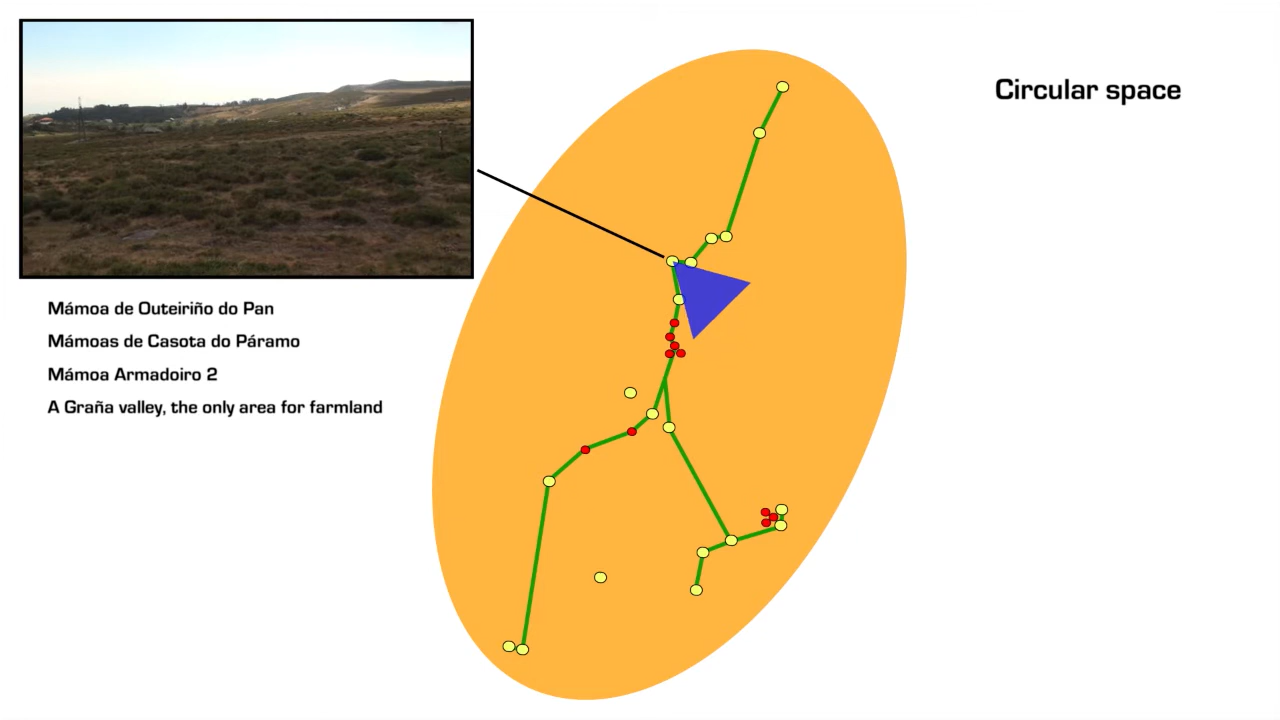 Circular space
Mámoa de Outeiriño do Pan
Mámoas de Casota do Páramo
Mámoa Armadoiro 2
A Graña valley, the only area for farmland